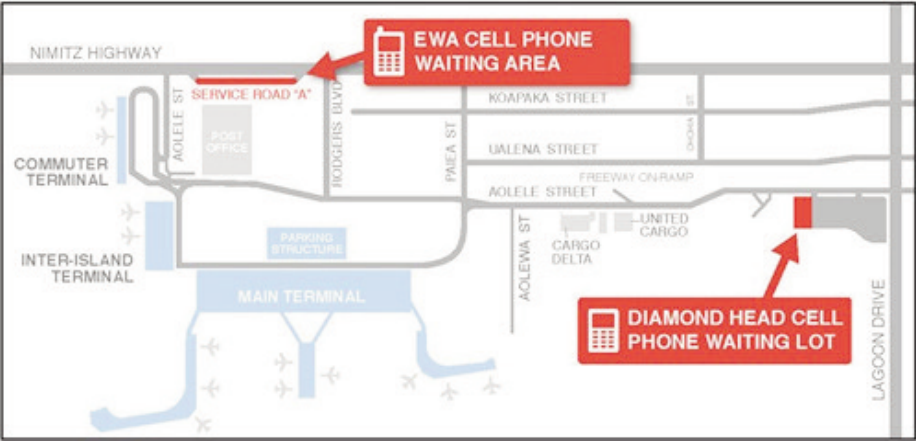 NIMITZ HIGHWAY
EWA CELL PHONE
WAITING AREA
SERVICE ROAD "A"
AOLELE ST
POST
OFFICE
RODGERS BLVD
PAIEA ST
KOAPAKA STREET
OHOHIA ST
UALENA STREET
FREEWAY ON-RAMP
AOLELE STREET
COMMUTER
TERMINAL
INTER-ISLAND
TERMINAL
PARKING
STRUCTURE
MAIN TERMINAL
AOLEWA ST
CARGO
DELTA
UNITED
CARGO
DIAMOND HEAD CELL
PHONE WAITING LOT
LAGOON DRIVE